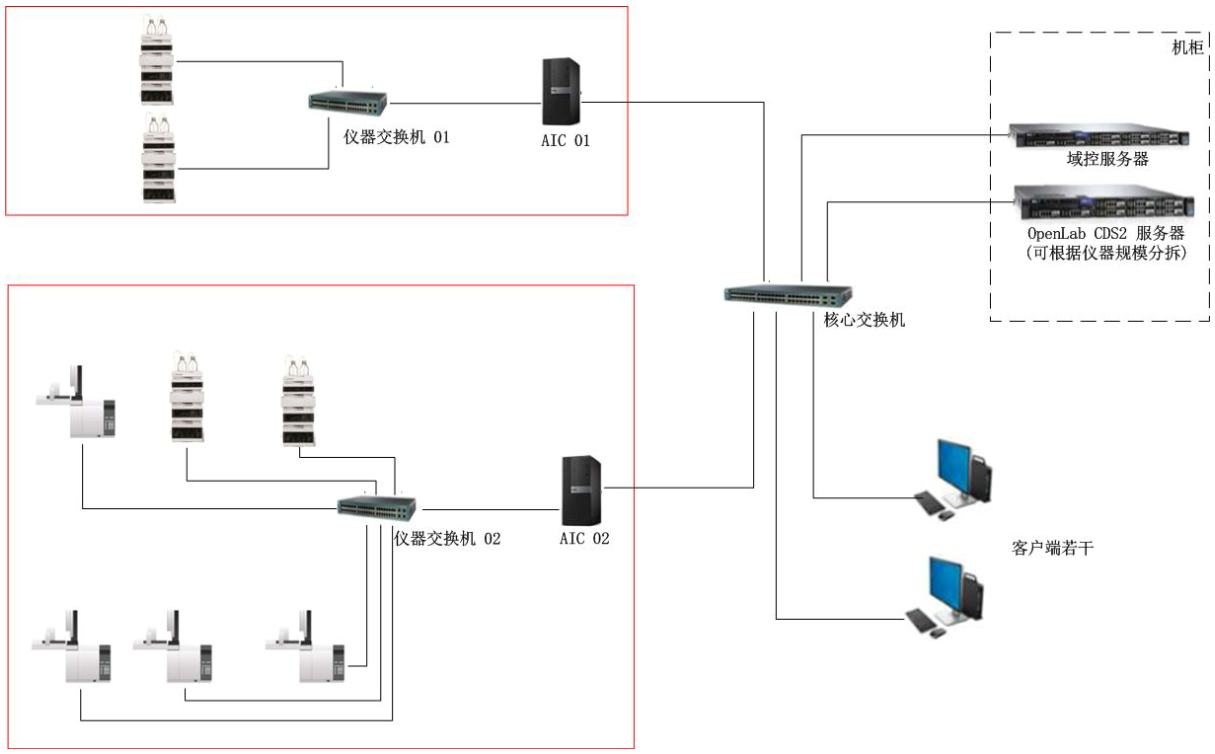 机柜
仪器交换机 01
AIC 01
域控服务器
OpenLab CDS2 服务器
(可根据仪器规模分拆)
核心交换机
仪器交换机 02
AIC 02
客户端若干